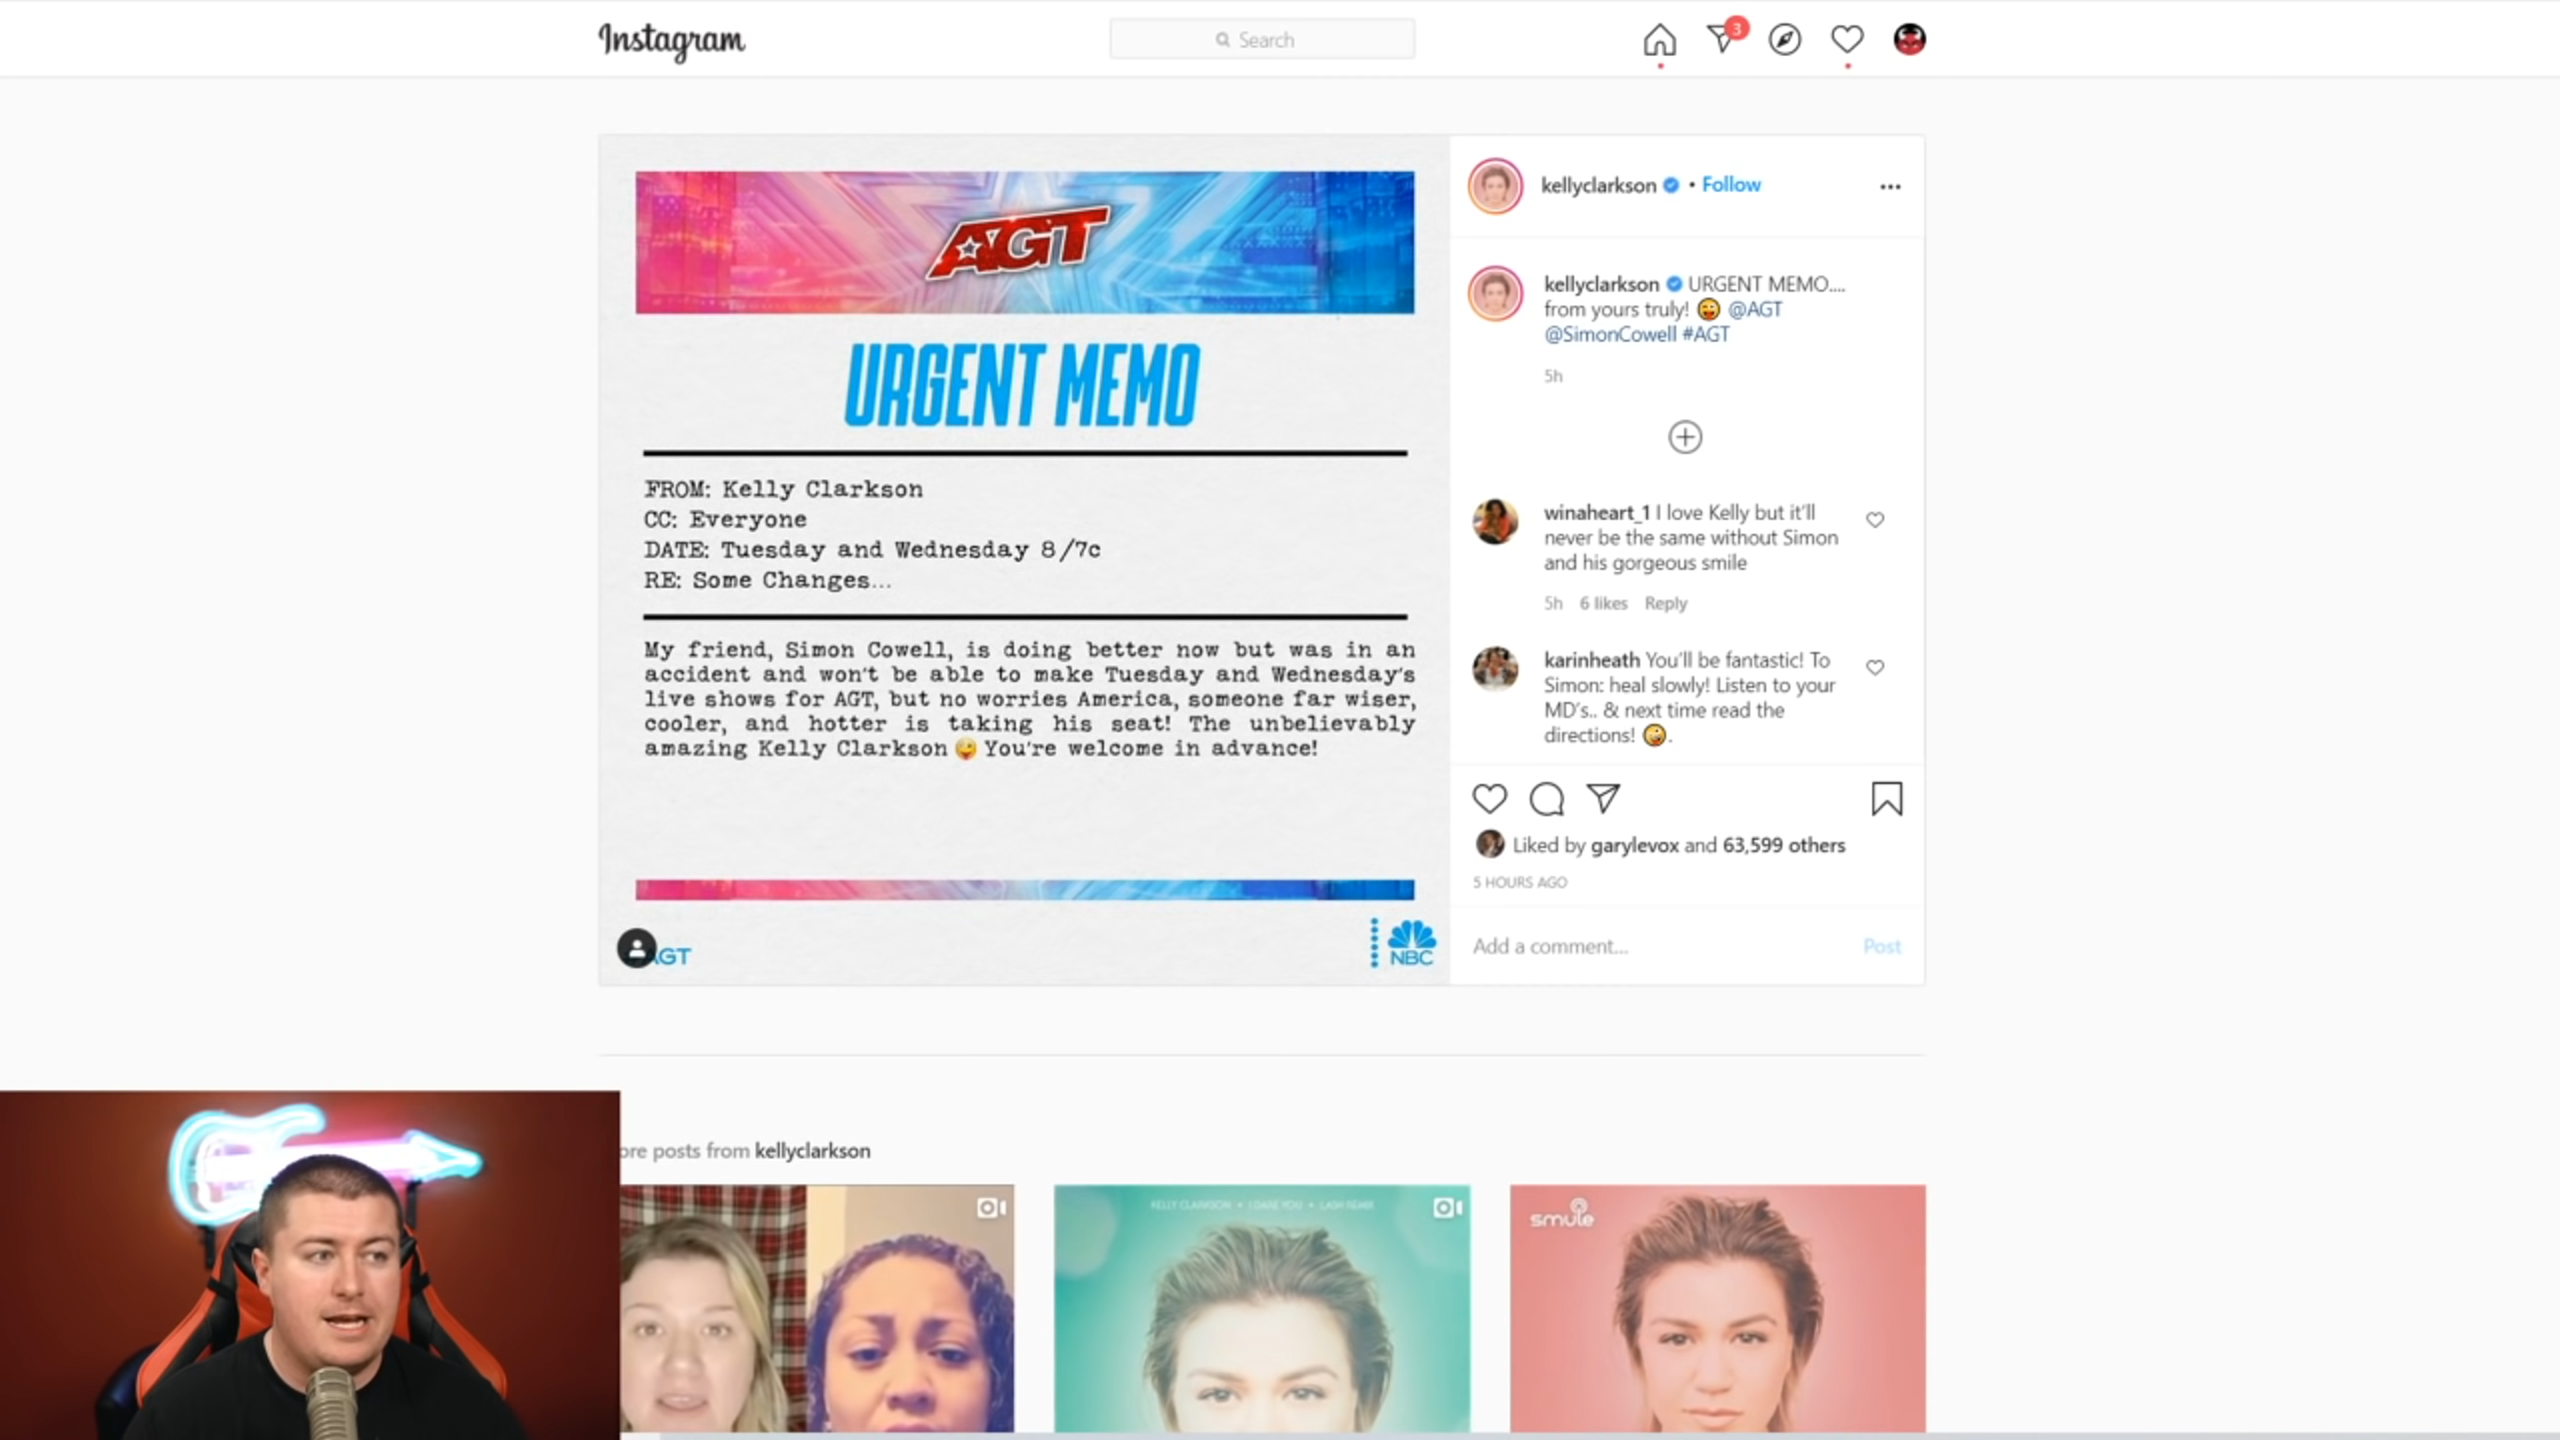 Instagram
Search
3
AGT
URGENT MEMO
FROM: Kelly Clarkson
CC: Everyone
DATE: Tuesday and Wednesday 8/7c
RE: Some Changes...
My friend, Simon Cowell, is doing better now but was in an
accident and won't be able to make Tuesday and Wednesday's
live shows for AGT, but no worries America, someone far wiser,
cooler, and hotter is taking his seat! The unbelievably
amazing Kelly Clarkson 😜 You're welcome in advance!
AGT
NBC
kellyclarkson • Follow
kellyclarkson URGENT MEMO....
from yours truly! 😜 @AGT
@SimonCowell #AGT
5h
winaheart_1 I love Kelly but it'll
never be the same without Simon
and his gorgeous smile
5h 6 likes Reply
karinheath You'll be fantastic! To
Simon: heal slowly! Listen to your
MD's.. & next time read the
directions! 🤪.
Liked by garylevox and 63,599 others
5 HOURS AGO
Add a comment... Post
ore posts from kellyclarkson
KELLY CLARKSON • I DARE YOU • LASH REMIX
smule